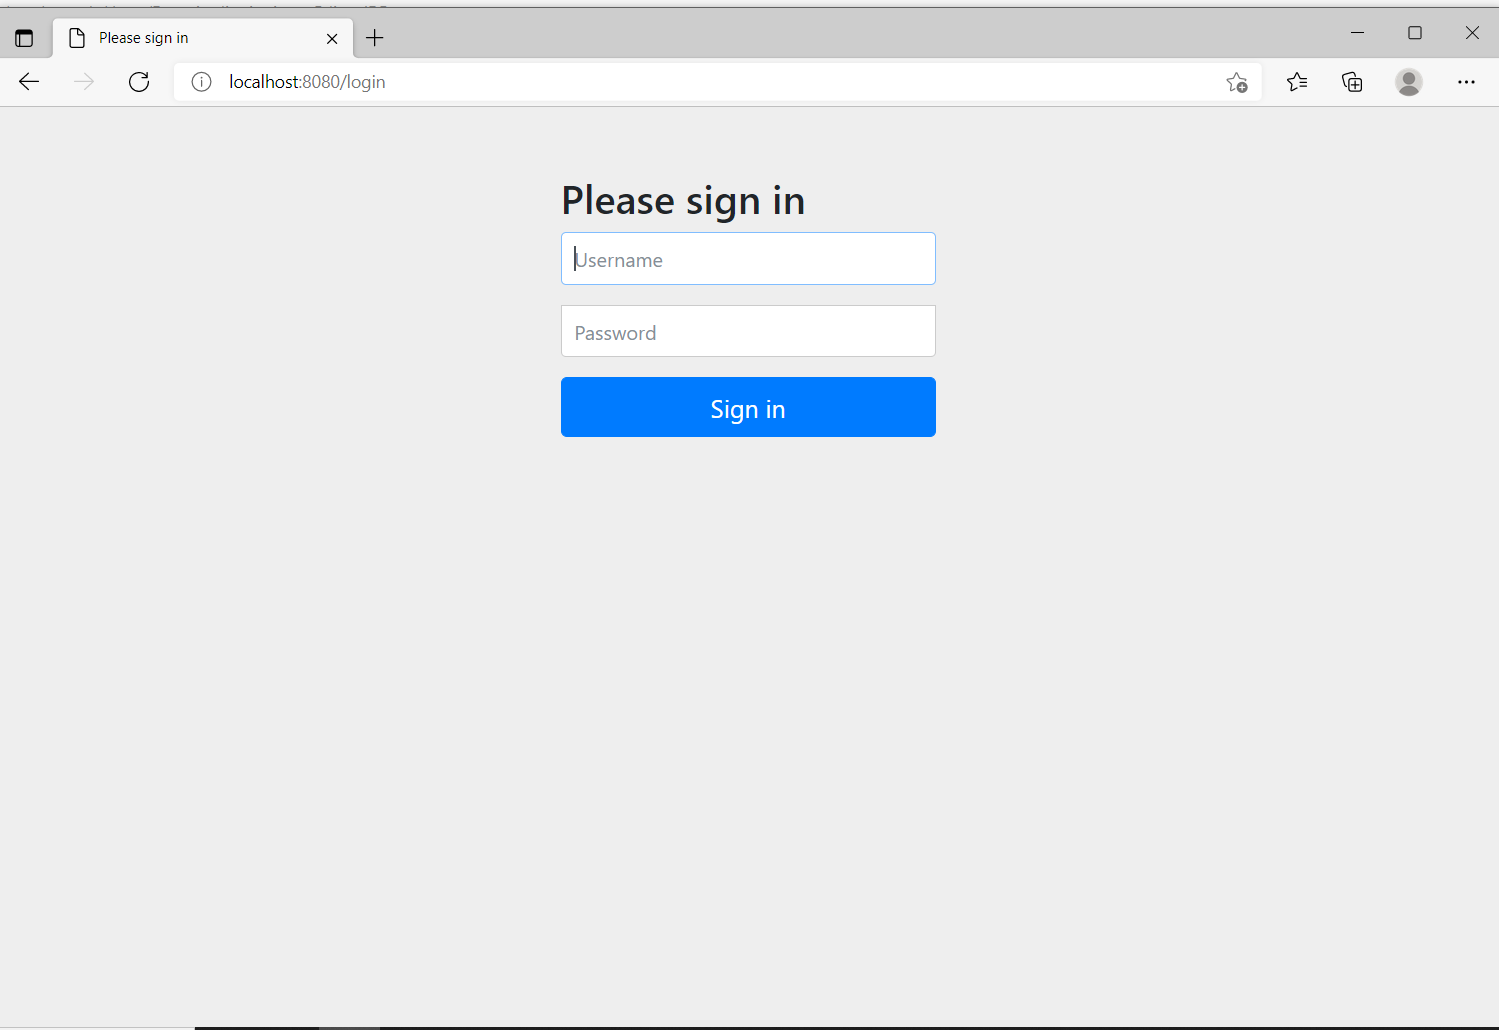 Please sign in
localhost:8080/login
Please sign in
Username
Password
Sign in